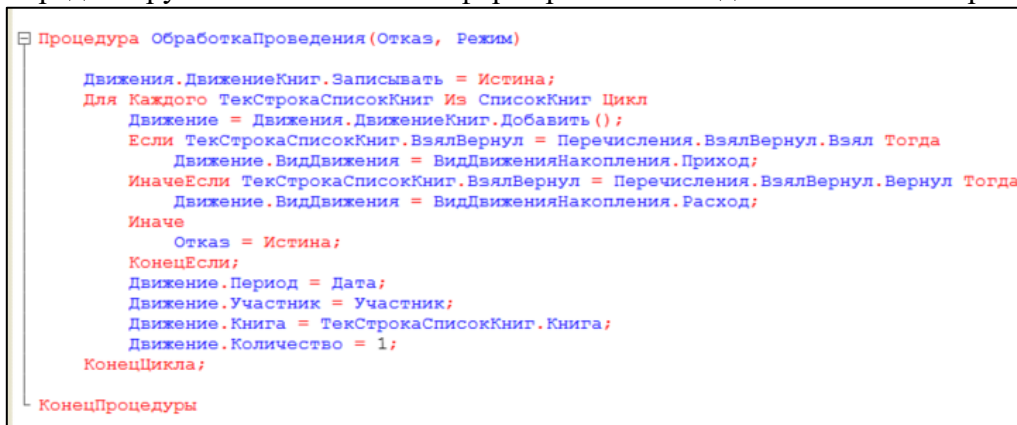 Процедура ОбработкаПроведения(Отказ, Режим)
Движения.ДвижениеКниг.Записывать = Истина;
Для Каждого ТекСтрокаСписокКниг Из СписокКниг Цикл
Движение = Движения.ДвижениеКниг.Добавить();
Если ТекСтрокаСписокКниг.ВзялВернул = Перечисления.ВзялВернул.Взял Тогда
Движение.ВидДвижения = ВидДвиженияНакопления.Приход;
ИначеЕсли ТекСтрокаСписокКниг.ВзялВернул = Перечисления.ВзялВернул.Вернул Тогда
Движение.ВидДвижения = ВидДвиженияНакопления.Расход;
Иначе
Отказ = Истина;
КонецЕсли;
Движение.Период = Дата;
Движение.Участник = Участник;
Движение.Книга = ТекСтрокаСписокКниг.Книга;
Движение.Количество = 1;
КонецЦикла;
КонецПроцедуры